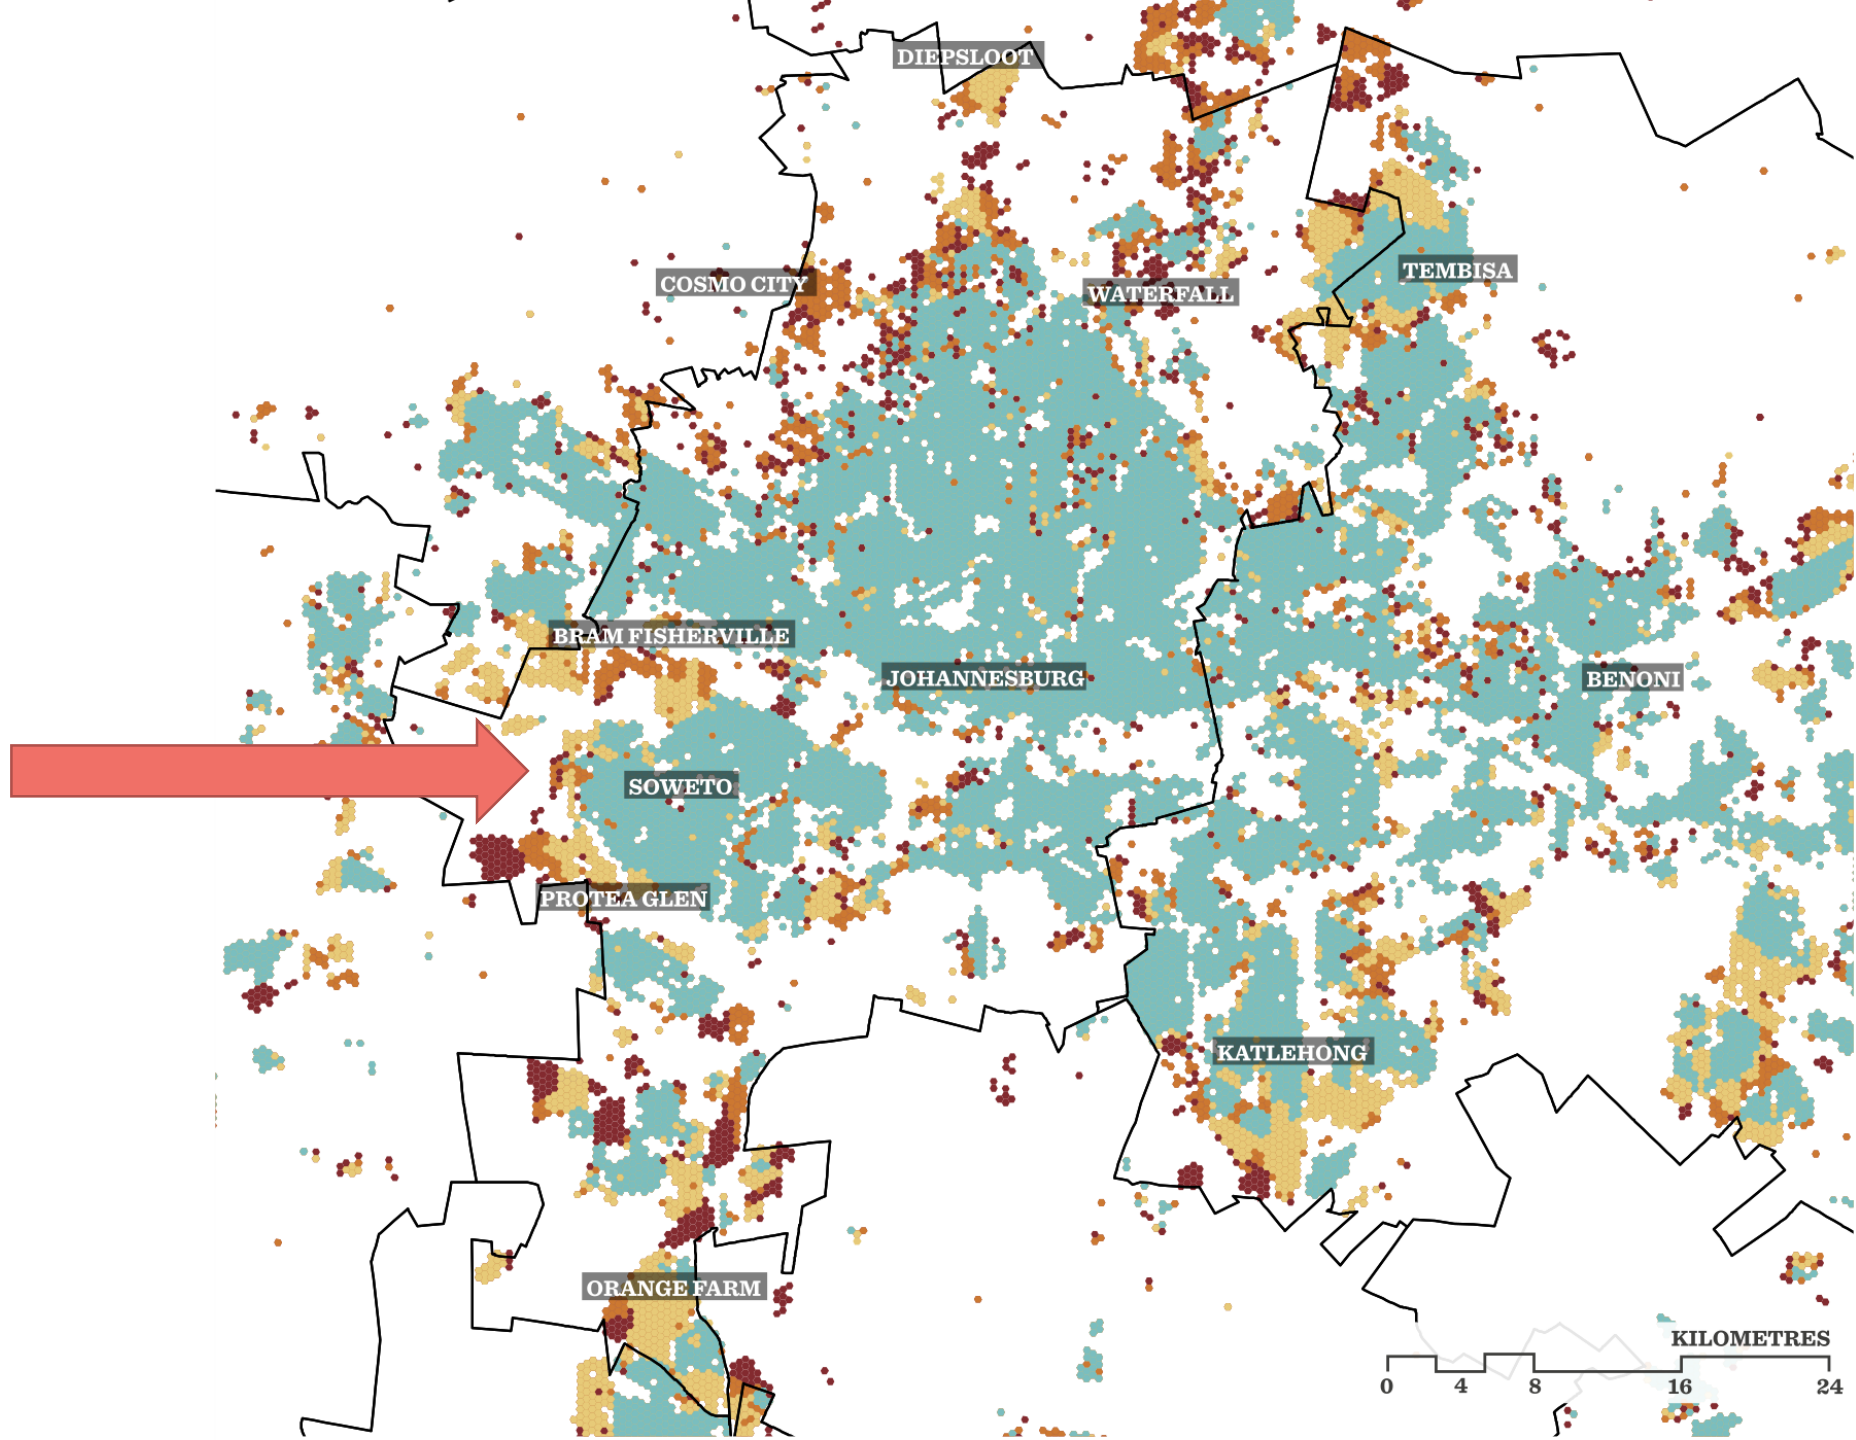 DIEPSLOOT
COSMO CITY
WATERFALL
TEMBISA
BRAM FISHERVILLE
JOHANNESBURG
BENONI
SOWETO
PROTEA GLEN
KATLEHONG
ORANGE FARM
KILOMETRES
0 4 8 16 24